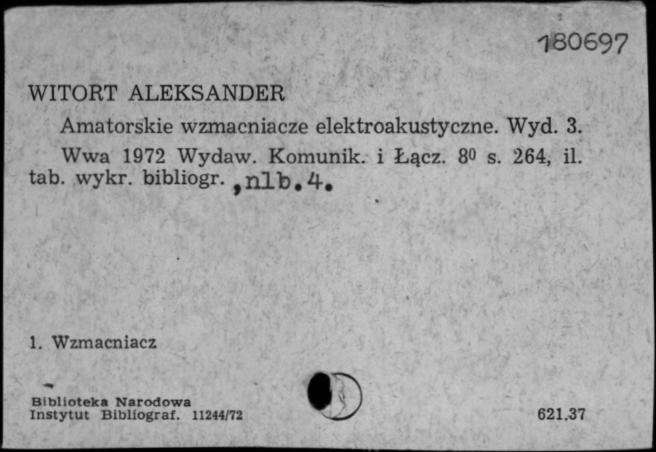 180697
WITORT ALEKSANDER
Amatorskie wzmacniacze elektroakustyczne. Wyd. 3.
Wwa 1972 Wydaw. Komunik. i Łącz. 8⁰ s. 264, il.
tab. wykr. bibliogr. ,nlb.4.
1. Wzmacniacz
Biblioteka Narodowa
Instytut Bibliograf. 11244/72
621.37